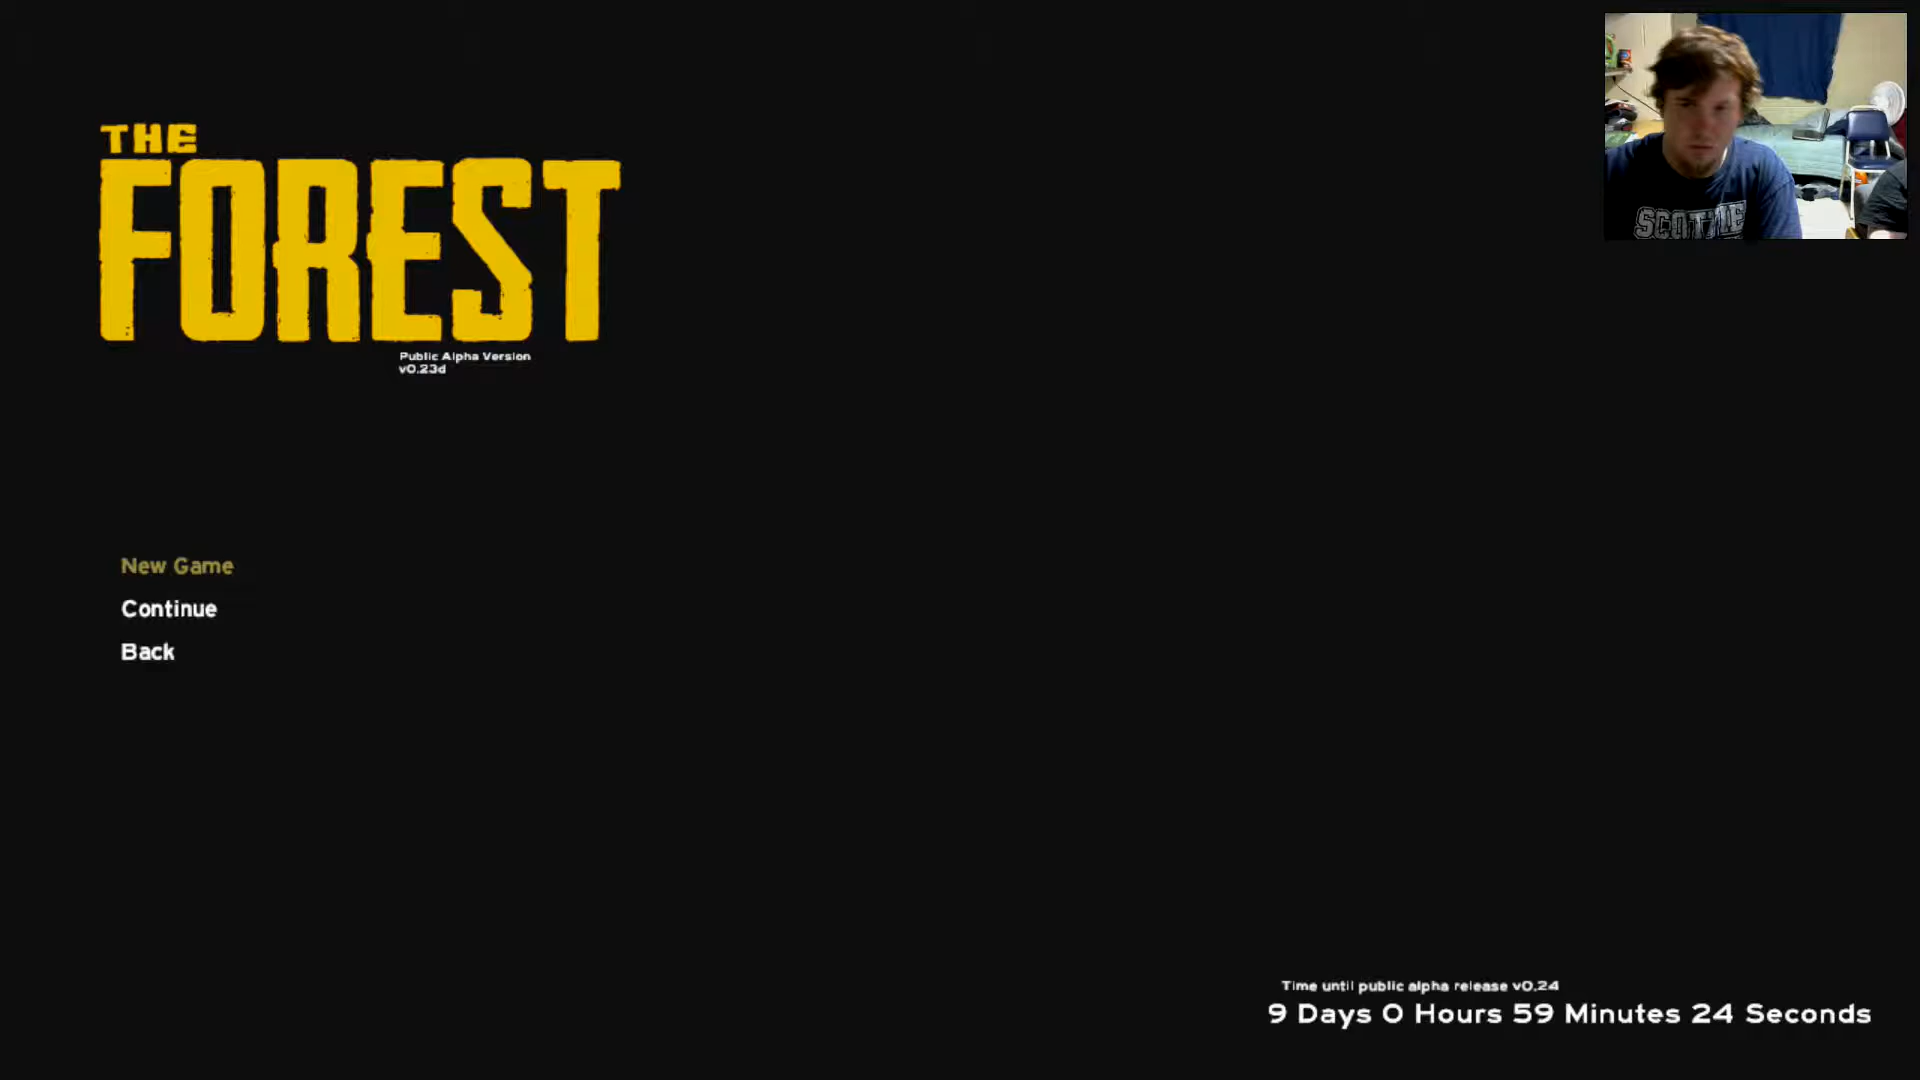 THE
FOREST
Public Alpha Version
v0.23d
New Game
Continue
Back
Time until public alpha release v0.24
9 Days 0 Hours 59 Minutes 24 Seconds